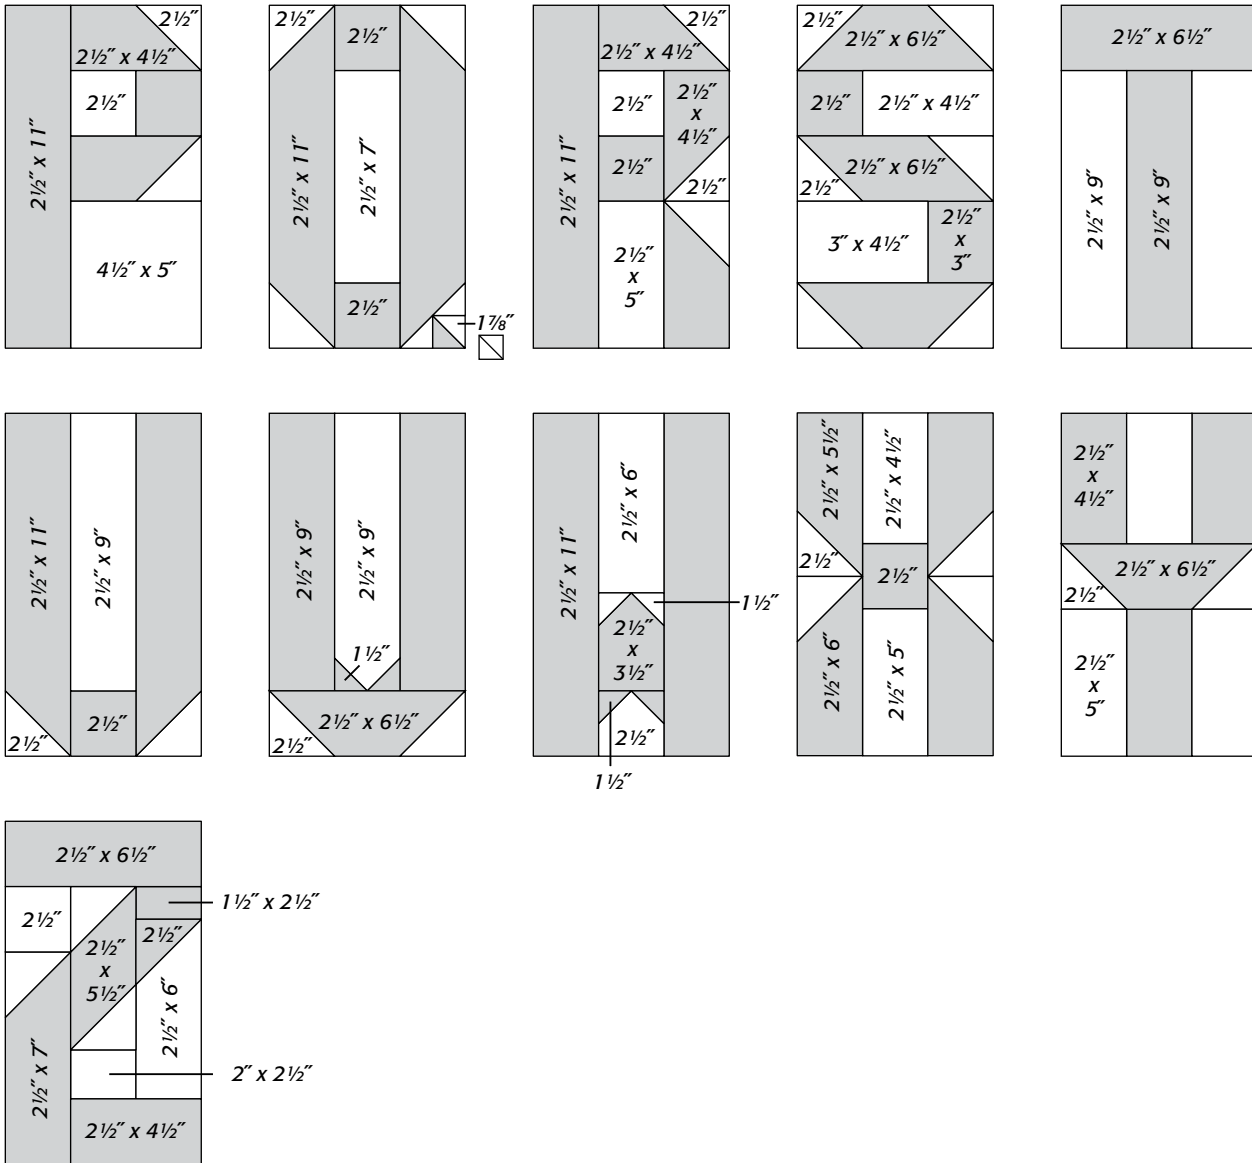 2½″
2½″ x 4½″
2½″
2½″ x 11″
4½″ x 5″
2½″
2½″
2½″ x 11″
2½″ x 7″
2½″
1⅞″
2½″
2½″ x 4½″
2½″
2½″
x
4½″
2½″ x 11″
2½″
2½″
2½″
x
5″
2½″
2½″ x 6½″
2½″
2½″ x 4½″
2½″ x 6½″
2½″
3″ x 4½″
2½″
x
3″
2½″ x 6½″
2½″ x 9″
2½″ x 9″
2½″ x 11″
2½″ x 9″
2½″
2½″
2½″ x 9″
2½″ x 9″
1½″
2½″ x 6½″
2½″
2½″ x 11″
2½″ x 6″
1½″
2½″
x
3½″
2½″
1½″
2½″ x 5½″
2½″ x 4½″
2½″
2½″
2½″ x 6″
2½″ x 5″
2½″
x
4½″
2½″ x 6½″
2½″
2½″
x
5″
2½″ x 6½″
1½″ x 2½″
2½″
2½″
2½″
x
5½″
2½″ x 6″
2½″ x 7″
2″ x 2½″
2½″ x 4½″